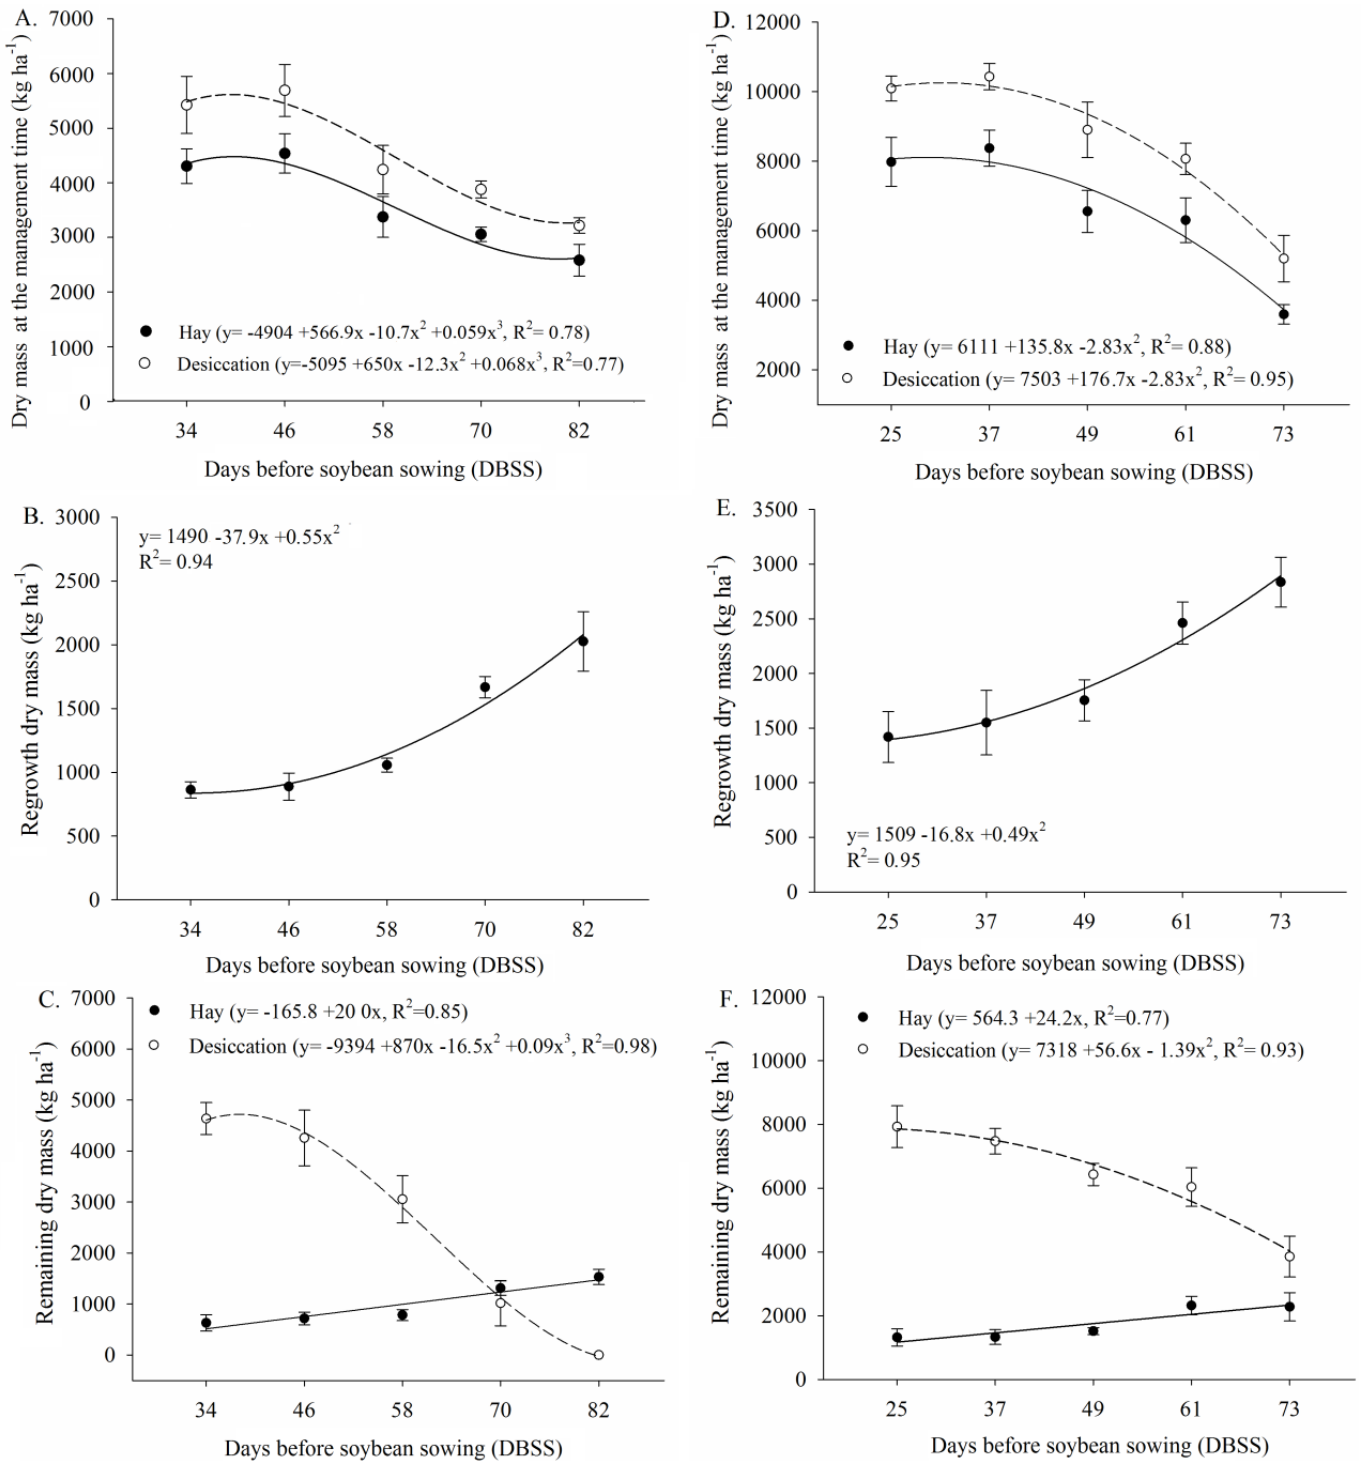 A.
Dry mass at the management time (kg ha⁻¹)
7000
6000
5000
4000
3000
2000
1000
0
Hay (y= -4904 +566.9x -10.7x² +0.059x³, R²= 0.78)
Desiccation (y=-5095 +650x -12.3x² +0.068x³, R²=0.77)
34 46 58 70 82
Days before soybean sowing (DBSS)
D.
Dry mass at the management time (kg ha⁻¹)
12000
10000
8000
6000
4000
2000
Hay (y= 6111 +135.8x -2.83x², R²= 0.88)
Desiccation (y= 7503 +176.7x -2.83x², R²= 0.95)
25 37 49 61 73
Days before soybean sowing (DBSS)
B.
Regrowth dry mass (kg ha⁻¹)
3000
2500
2000
1500
1000
500
0
y= 1490 -37.9x +0.55x²
R²= 0.94
34 46 58 70 82
Days before soybean sowing (DBSS)
E.
Regrowth dry mass (kg ha⁻¹)
3500
3000
2500
2000
1500
1000
500
0
y= 1509 -16.8x +0.49x²
R²= 0.95
25 37 49 61 73
Days before soybean sowing (DBSS)
C.
Remaining dry mass (kg ha⁻¹)
7000
6000
5000
4000
3000
2000
1000
0
Hay (y= -165.8 +20 0x, R²=0.85)
Desiccation (y= -9394 +870x -16.5x² +0.09x³, R²=0.98)
34 46 58 70 82
Days before soybean sowing (DBSS)
F.
Remaining dry mass (kg ha⁻¹)
12000
10000
8000
6000
4000
2000
0
Hay (y= 564.3 +24.2x, R²=0.77)
Desiccation (y= 7318 +56.6x - 1.39x², R²= 0.93)
25 37 49 61 73
Days before soybean sowing (DBSS)